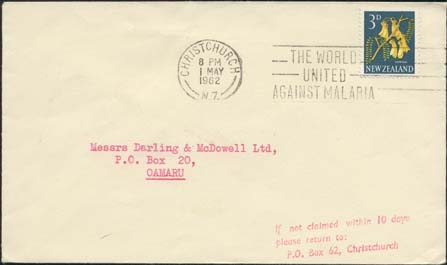 CHRISTCHURCH
8 PM
1 MAY
1962
N.Z.
THE WORLD
UNITED
AGAINST MALARIA
3D
NEW ZEALAND
Messrs Darling & McDowell Ltd,
P.O. Box 20,
OAMARU
If not claimed within 10 days
please return to:
P.O. Box 62, Christchurch